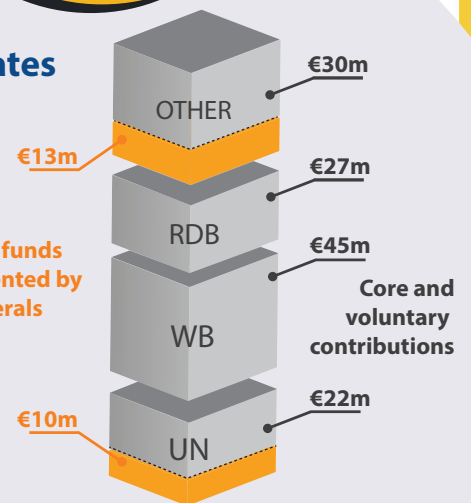 ates
€30m
OTHER
€13m
€27m
RDB
funds
nted by
erals
€45m
WB
Core and
voluntary
contributions
€22m
€10m
UN